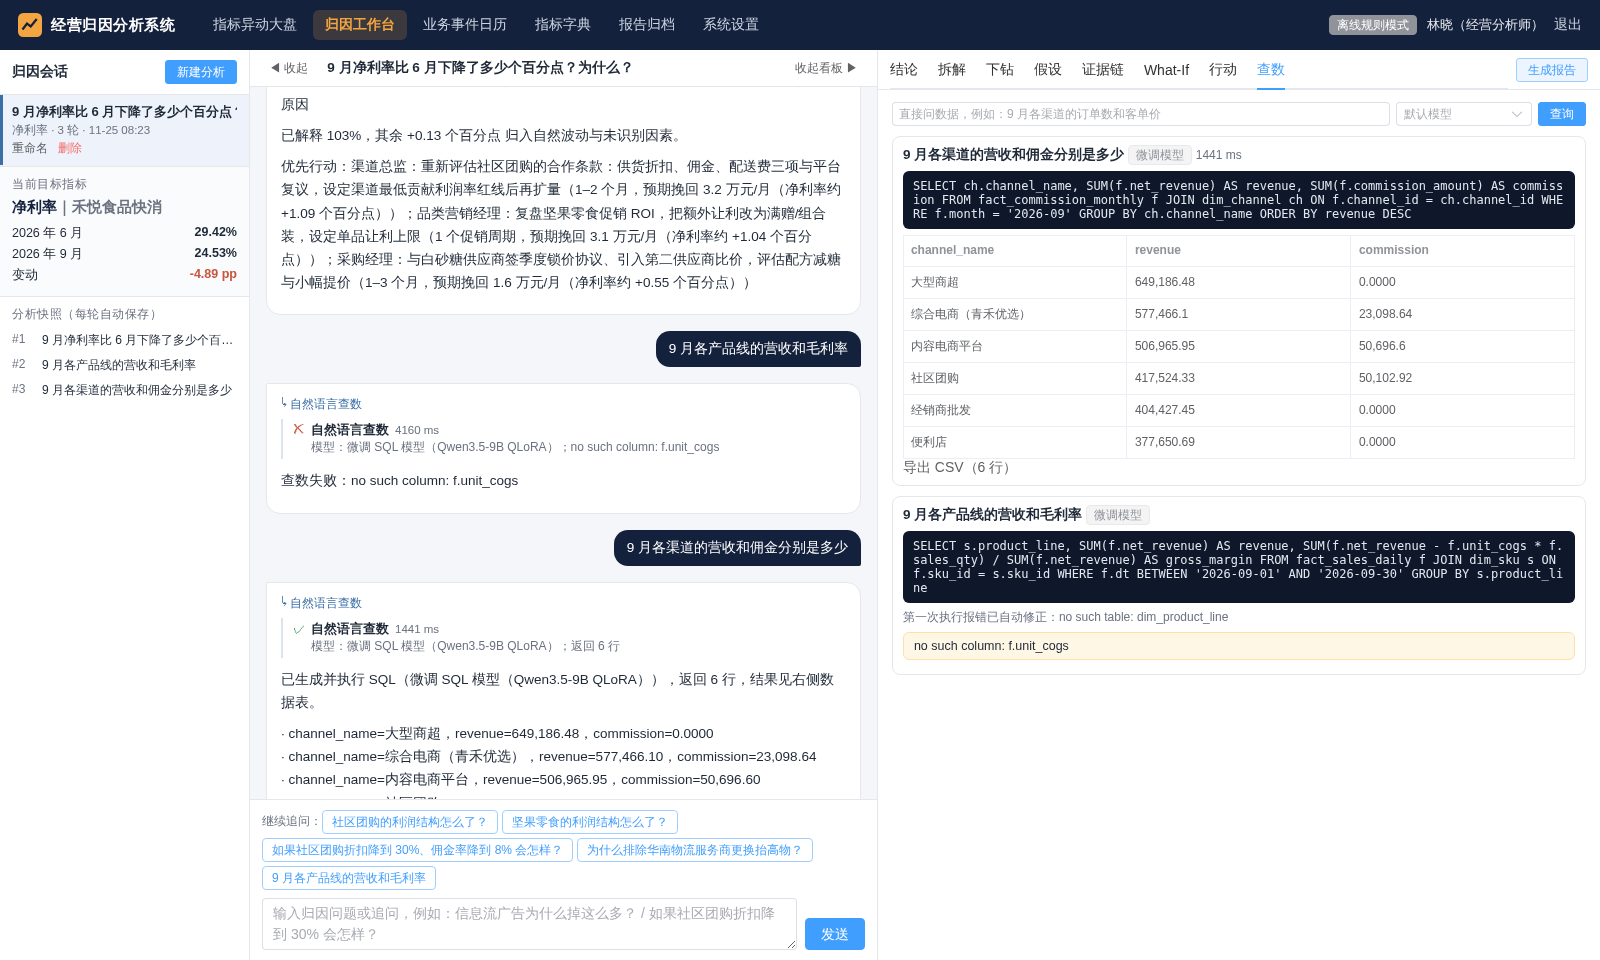 经营归因分析系统
指标异动大盘
归因工作台
业务事件日历
指标字典
报告归档
系统设置
离线规则模式
林晓（经营分析师）
退出
归因会话
新建分析
9 月净利率比 6 月下降了多少个百分点
净利率 · 3 轮 · 11-25 08:23
重命名 删除
当前目标指标
净利率｜禾悦食品快消
2026 年 6 月 29.42%
2026 年 9 月 24.53%
变动 -4.89 pp
分析快照（每轮自动保存）
#1 9 月净利率比 6 月下降了多少个百...
#2 9 月各产品线的营收和毛利率
#3 9 月各渠道的营收和佣金分别是多少
◀ 收起
9 月净利率比 6 月下降了多少个百分点？为什么？
收起看板 ▶
原因
已解释 103%，其余 +0.13 个百分点 归入自然波动与未识别因素。
优先行动：渠道总监：重新评估社区团购的合作条款：供货折扣、佣金、配送费三项与平台
复议，设定渠道最低贡献利润率红线后再扩量（1–2 个月，预期挽回 3.2 万元/月（净利率约
+1.09 个百分点））；品类营销经理：复盘坚果零食促销 ROI，把额外让利改为满赠/组合
装，设定单品让利上限（1 个促销周期，预期挽回 3.1 万元/月（净利率约 +1.04 个百分
点））；采购经理：与白砂糖供应商签季度锁价协议、引入第二供应商比价，评估配方减糖
与小幅提价（1–3 个月，预期挽回 1.6 万元/月（净利率约 +0.55 个百分点））
9 月各产品线的营收和毛利率
自然语言查数
自然语言查数 4160 ms
模型：微调 SQL 模型（Qwen3.5-9B QLoRA）；no such column: f.unit_cogs
查数失败：no such column: f.unit_cogs
9 月各渠道的营收和佣金分别是多少
自然语言查数
自然语言查数 1441 ms
模型：微调 SQL 模型（Qwen3.5-9B QLoRA）；返回 6 行
已生成并执行 SQL（微调 SQL 模型（Qwen3.5-9B QLoRA）），返回 6 行，结果见右侧数
据表。
· channel_name=大型商超，revenue=649,186.48，commission=0.0000
· channel_name=综合电商（青禾优选），revenue=577,466.10，commission=23,098.64
· channel_name=内容电商平台，revenue=506,965.95，commission=50,696.60
继续追问：
社区团购的利润结构怎么了？
坚果零食的利润结构怎么了？
如果社区团购折扣降到 30%、佣金率降到 8% 会怎样？
为什么排除华南物流服务商更换抬高物？
9 月各产品线的营收和毛利率
输入归因问题或追问，例如：信息流广告为什么掉这么多？ / 如果社区团购折扣降
到 30% 会怎样？
发送
结论
拆解
下钻
假设
证据链
What-If
行动
查数
生成报告
直接问数据，例如：9 月各渠道的订单数和客单价
默认模型
查询
9 月各渠道的营收和佣金分别是多少 微调模型 1441 ms
SELECT ch.channel_name, SUM(f.net_revenue) AS revenue, SUM(f.commission_amount) AS commiss
ion FROM fact_commission_monthly f JOIN dim_channel ch ON f.channel_id = ch.channel_id WHE
RE f.month = '2026-09' GROUP BY ch.channel_name ORDER BY revenue DESC
channel_name revenue commission
大型商超 649,186.48 0.0000
综合电商（青禾优选） 577,466.1 23,098.64
内容电商平台 506,965.95 50,696.6
社区团购 417,524.33 50,102.92
经销商批发 404,427.45 0.0000
便利店 377,650.69 0.0000
导出 CSV（6 行）
9 月各产品线的营收和毛利率 微调模型
SELECT s.product_line, SUM(f.net_revenue) AS revenue, SUM(f.net_revenue - f.unit_cogs * f.
sales_qty) / SUM(f.net_revenue) AS gross_margin FROM fact_sales_daily f JOIN dim_sku s ON
f.sku_id = s.sku_id WHERE f.dt BETWEEN '2026-09-01' AND '2026-09-30' GROUP BY s.product_li
ne
第一次执行报错已自动修正：no such table: dim_product_line
no such column: f.unit_cogs